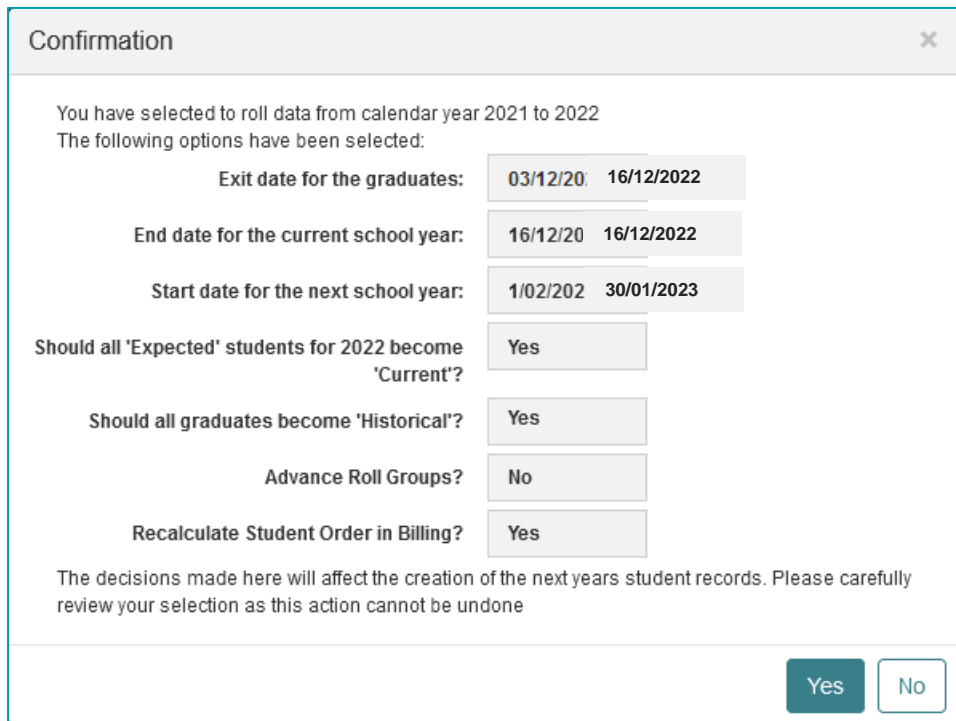 Confirmation ×
You have selected to roll data from calendar year 2021 to 2022
The following options have been selected:
Exit date for the graduates: 03/12/20 16/12/2022
End date for the current school year: 16/12/20 16/12/2022
Start date for the next school year: 1/02/202 30/01/2023
Should all 'Expected' students for 2022 become Yes
'Current'?
Should all graduates become 'Historical'? Yes
Advance Roll Groups? No
Recalculate Student Order in Billing? Yes
The decisions made here will affect the creation of the next years student records. Please carefully
review your selection as this action cannot be undone
Yes No